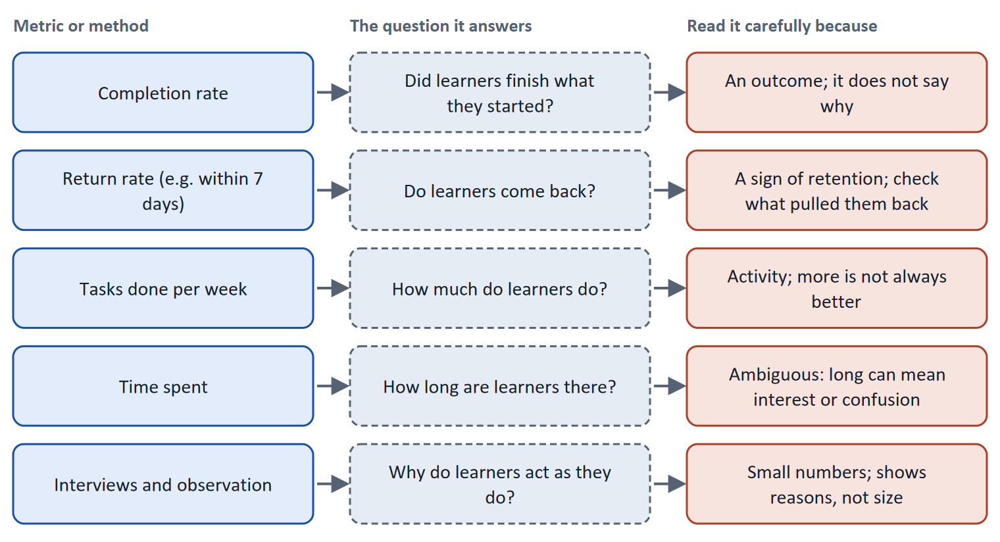 Metric or method
The question it answers
Read it carefully because
Completion rate
Did learners finish what
they started?
An outcome; it does not say
why
Return rate (e.g. within 7
days)
Do learners come back?
A sign of retention; check
what pulled them back
Tasks done per week
How much do learners do?
Activity; more is not always
better
Time spent
How long are learners there?
Ambiguous: long can mean
interest or confusion
Interviews and observation
Why do learners act as they
do?
Small numbers; shows
reasons, not size